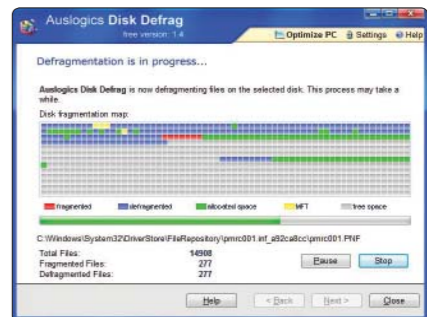 Auslogics Disk Defrag
free version: 1.4
Optimize PC Settings Help
Defragmentation is in progress...
Auslogics Disk Defrag is now defragmenting files on the selected disk. This process may take a
while.
Disk fragmentation map:
fragmented defragmented allocated space MFT free space
C:\Windows\System32\DriverStore\FileRepository\pmrc001.inf_a92ca8cc\pmrc001.PNF
Total Files: 14908
Fragmented Files: 277
Defragmented Files: 277
Pause Stop
Help < Back Next > Close